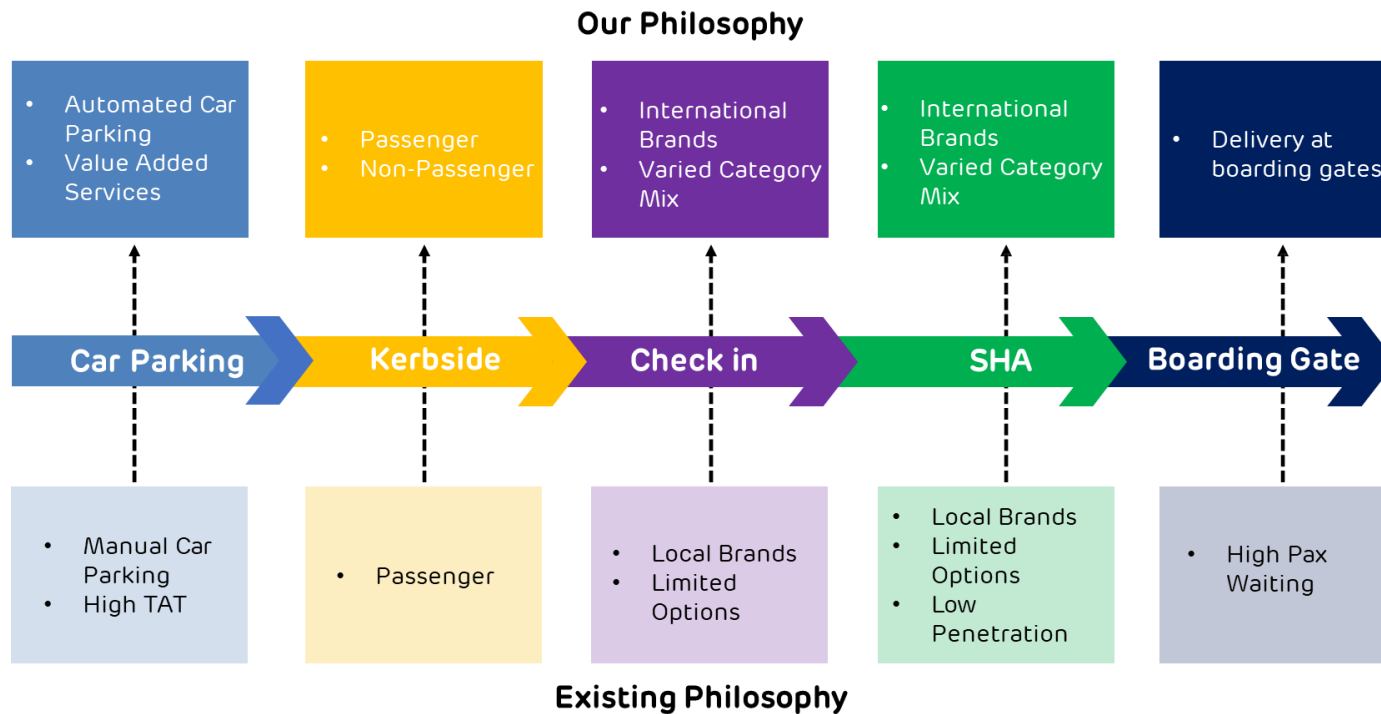 Our Philosophy
• Automated Car
Parking
• Value Added
Services
• Passenger
• Non-Passenger
• International
Brands
• Varied Category
Mix
• International
Brands
• Varied Category
Mix
• Delivery at
boarding gates
Car Parking
Kerbside
Check in
SHA
Boarding Gate
• Manual Car
Parking
• High TAT
• Passenger
• Local Brands
• Limited
Options
• Local Brands
• Limited
Options
• Low
Penetration
• High Pax
Waiting
Existing Philosophy